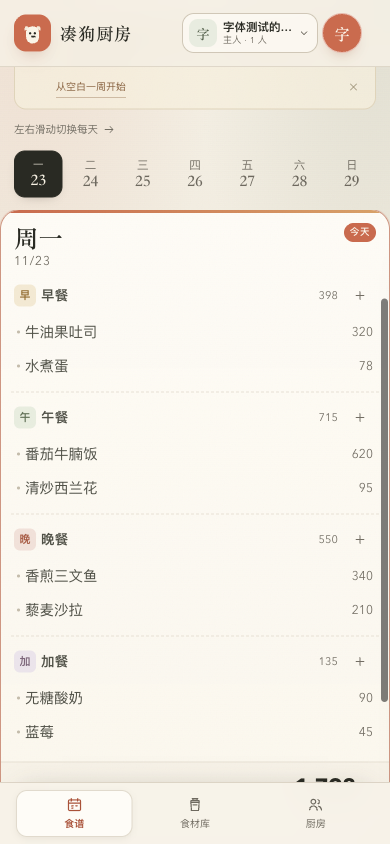 凑狗厨房
字
字体测试的...
主人 · 1 人
字
从空白一周开始
左右滑动切换每天 →
一 二 三 四 五 六 日
23 24 25 26 27 28 29
周一
今天
11/23
早 早餐 398 +
牛油果吐司 320
水煮蛋 78
午 午餐 715 +
番茄牛腩饭 620
清炒西兰花 95
晚 晚餐 550 +
香煎三文鱼 340
藜麦沙拉 210
加 加餐 135 +
无糖酸奶 90
蓝莓 45
食谱 食材库 厨房